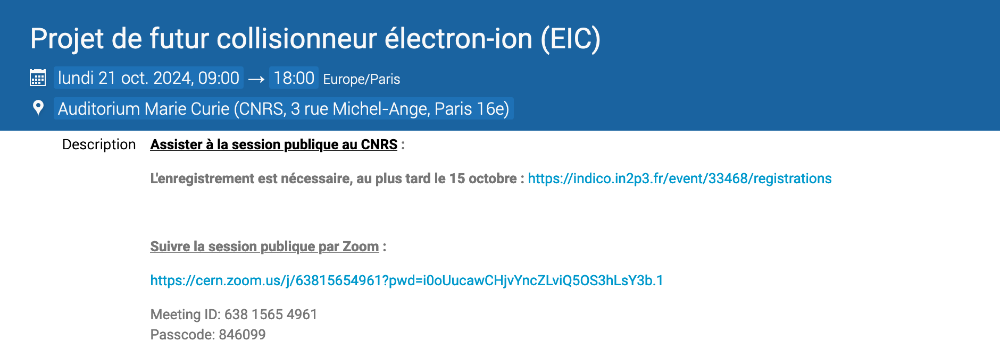 Projet de futur collisionneur électron-ion (EIC)
lundi 21 oct. 2024, 09:00 → 18:00 Europe/Paris
Auditorium Marie Curie (CNRS, 3 rue Michel-Ange, Paris 16e)
Description Assister à la session publique au CNRS :
L'enregistrement est nécessaire, au plus tard le 15 octobre : https://indico.in2p3.fr/event/33468/registrations
Suivre la session publique par Zoom :
https://cern.zoom.us/j/63815654961?pwd=i0oUucawCHjvYncZLviQ5OS3hLsY3b.1
Meeting ID: 638 1565 4961
Passcode: 846099